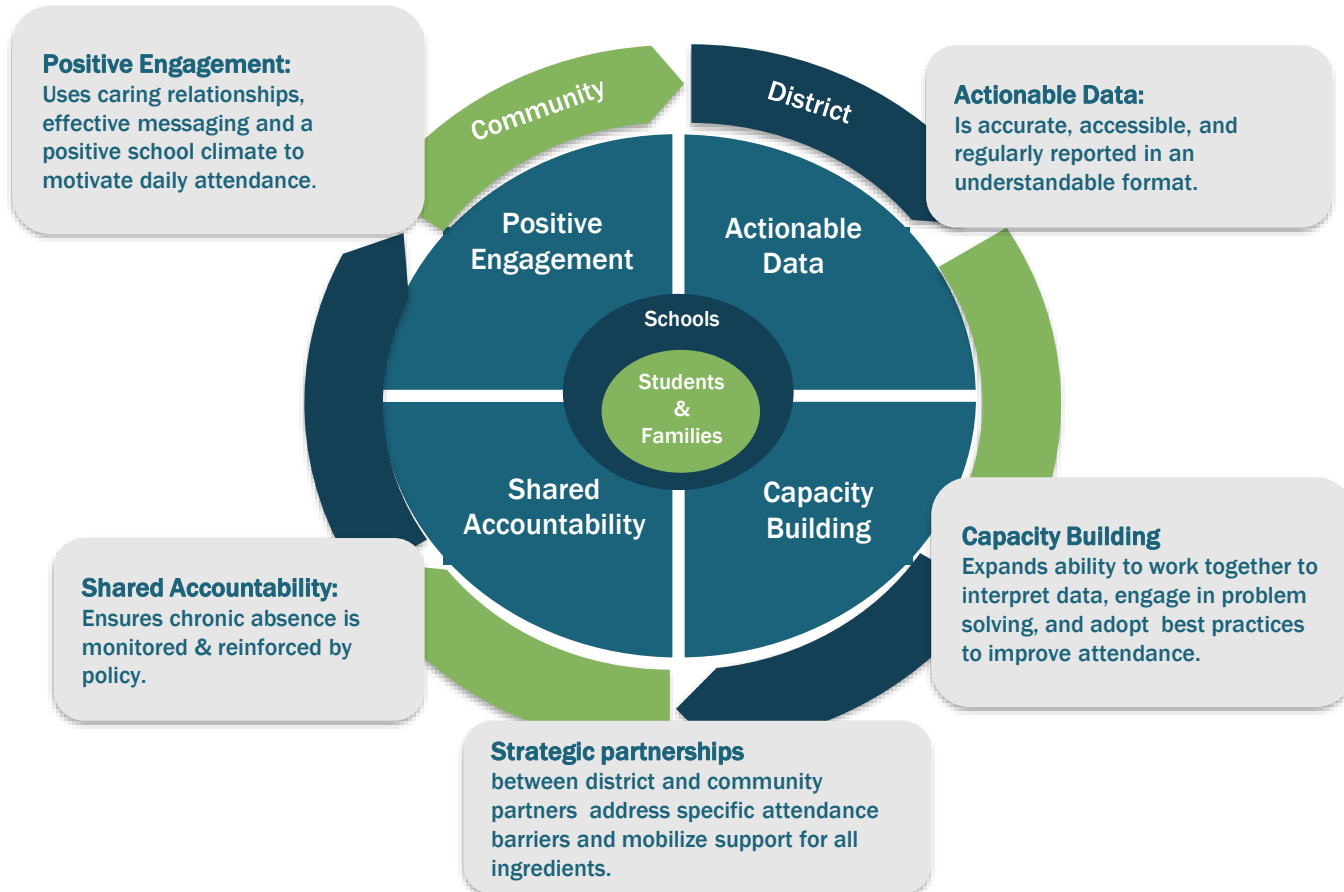 Positive Engagement:
Uses caring relationships,
effective messaging and a
positive school climate to
motivate daily attendance.
Community
District
Actionable Data:
Is accurate, accessible, and
regularly reported in an
understandable format.
Positive
Engagement
Actionable
Data
Schools
Students
&
Families
Shared
Accountability
Capacity
Building
Shared Accountability:
Ensures chronic absence is
monitored & reinforced by
policy.
Capacity Building
Expands ability to work together to
interpret data, engage in problem
solving, and adopt  best practices
to improve attendance.
Strategic partnerships
between district and community
partners  address specific attendance
barriers and mobilize support for all
ingredients.